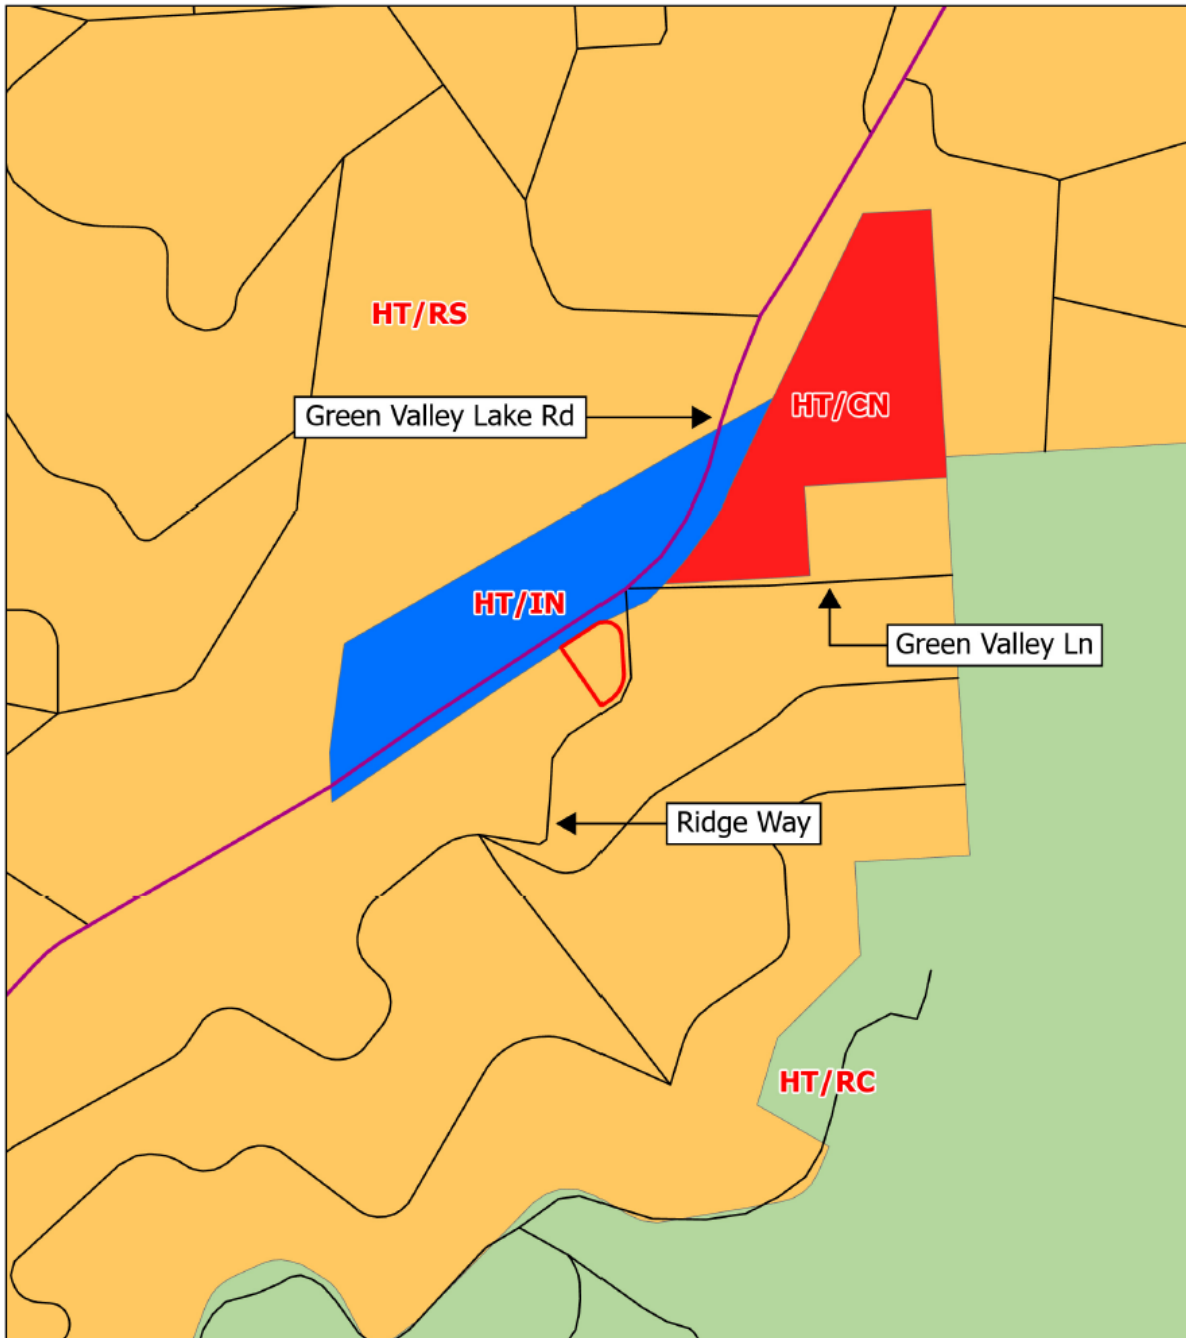 HT/RS
Green Valley Lake Rd
HT/CN
HT/IN
Green Valley Ln
Ridge Way
HT/RC